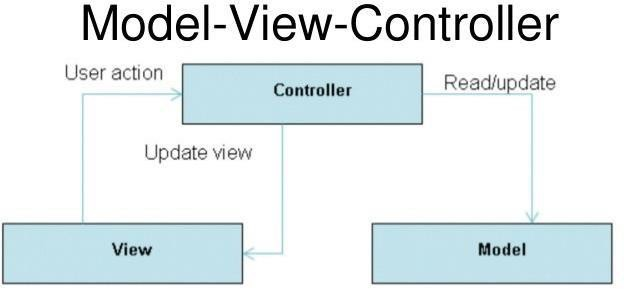 Model-View-Controller
User action
Controller
Read/update
Update view
View
Model